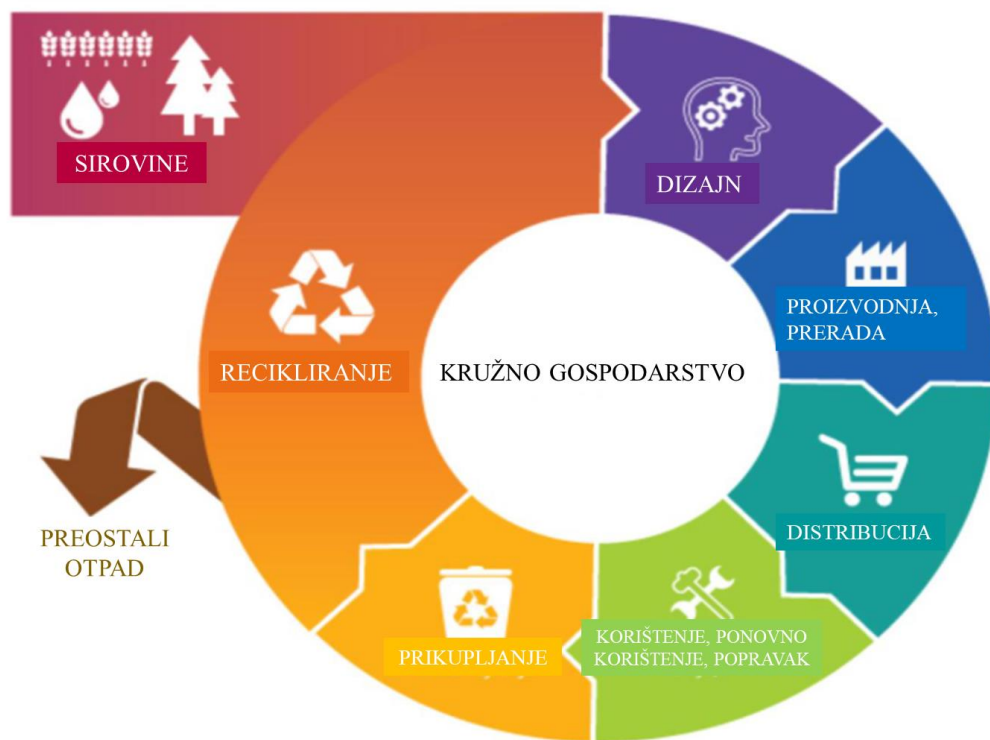 SIROVINE
DIZAJN
PROIZVODNJA,
PRERADA
RECIKLIRANJE
KRUŽNO GOSPODARSTVO
DISTRIBUCIJA
PREOSTALI
OTPAD
KORIŠTENJE, PONOVNO
KORIŠTENJE, POPRAVAK
PRIKUPLJANJE